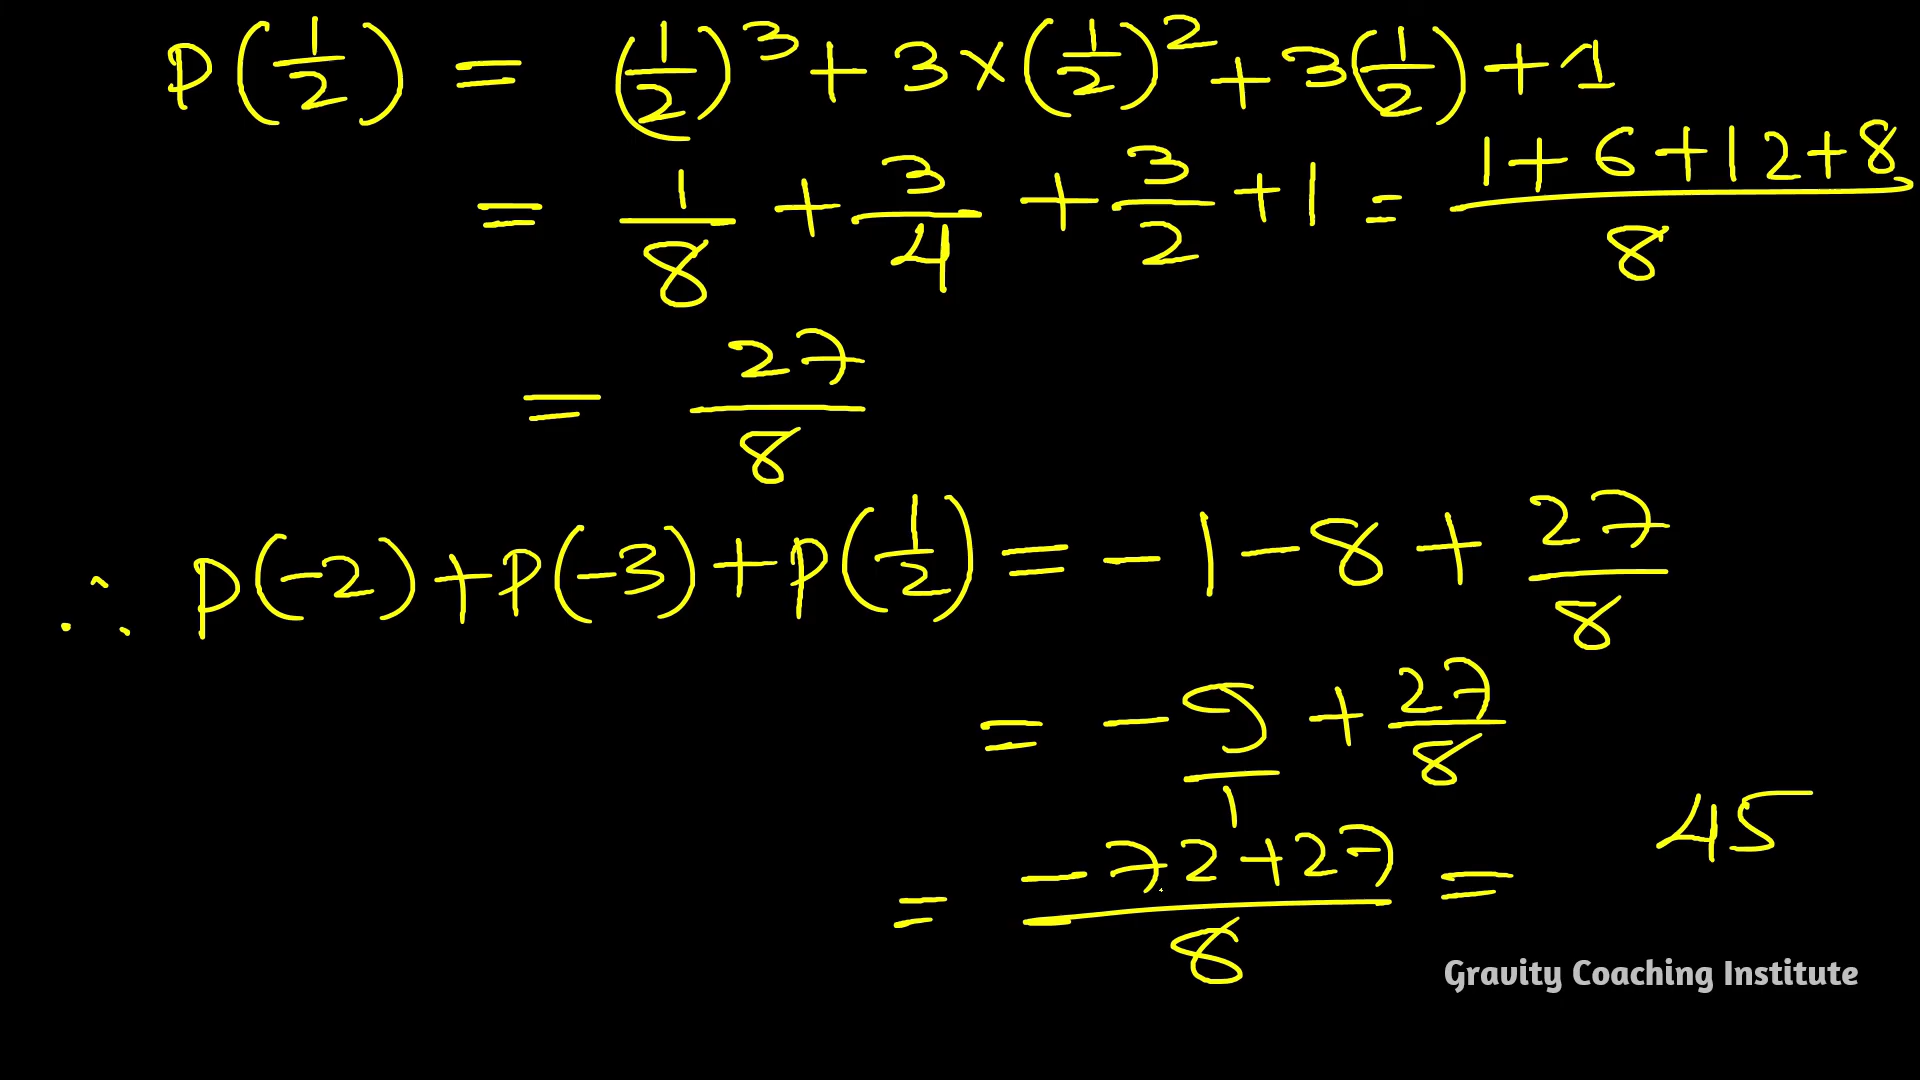 P(1/2) = (1/2)^3 + 3 × (1/2)^2 + 3(1/2) + 1
= 1/8 + 3/4 + 3/2 + 1 = (1 + 6 + 12 + 8)/8
= 27/8
∴ P(-2) + P(-3) + P(1/2) = -1 - 8 + 27/8
= -9/1 + 27/8
= (-72 + 27)/8 = 45
Gravity Coaching Institute